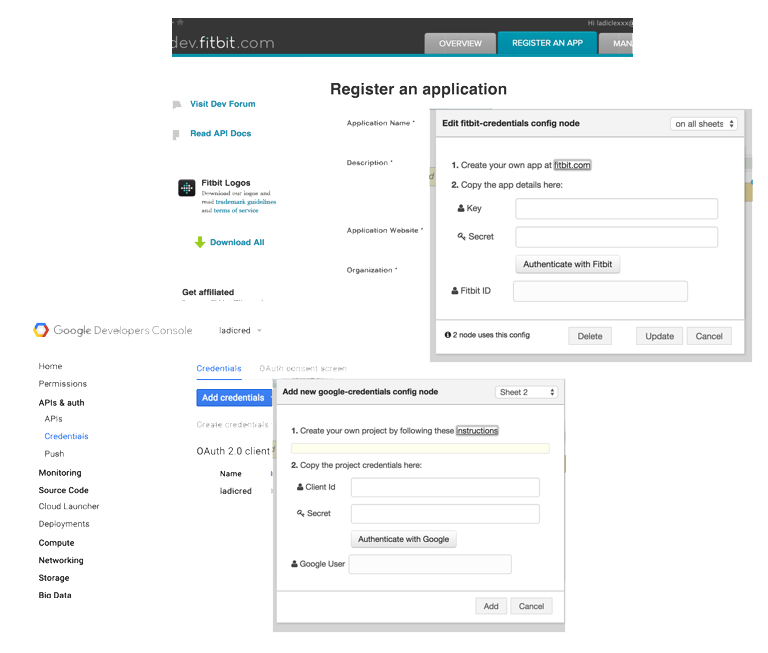 Hi ladiclexxx@
dev.fitbit.com
OVERVIEW
REGISTER AN APP
MAN
Register an application
Visit Dev Forum
Read API Docs
Application Name *
Description *
Application Website *
Organization *
Fitbit Logos
Download our logos and
read trademark guidelines
and terms of service
Download All
Get affiliated
Edit fitbit-credentials config node
on all sheets
1. Create your own app at fitbit.com
2. Copy the app details here:
Key
Secret
Authenticate with Fitbit
Fitbit ID
2 node uses this config
Delete
Update
Cancel
Google Developers Console
ladicred
Home
Permissions
APIs & auth
APIs
Credentials
Push
Monitoring
Source Code
Cloud Launcher
Deployments
Compute
Networking
Storage
Big Data
Credentials
OAuth consent screen
Add credentials
Create credentials
OAuth 2.0 client
Name
ladicred
Add new google-credentials config node
Sheet 2
1. Create your own project by following these instructions
2. Copy the project credentials here:
Client Id
Secret
Authenticate with Google
Google User
Add
Cancel